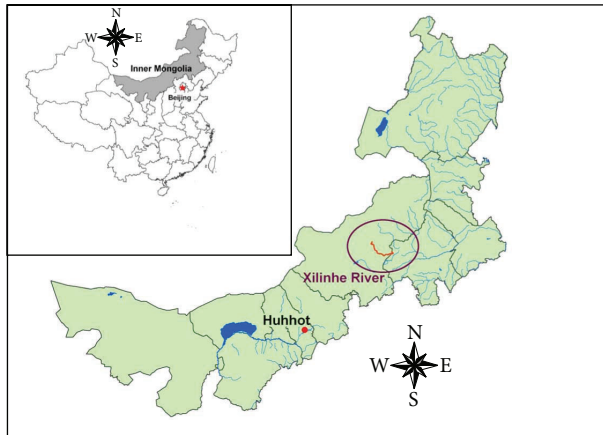 N
W E
S
Inner Mongolia
Beijing
Xilinhe River
Huhhot
N
W E
S